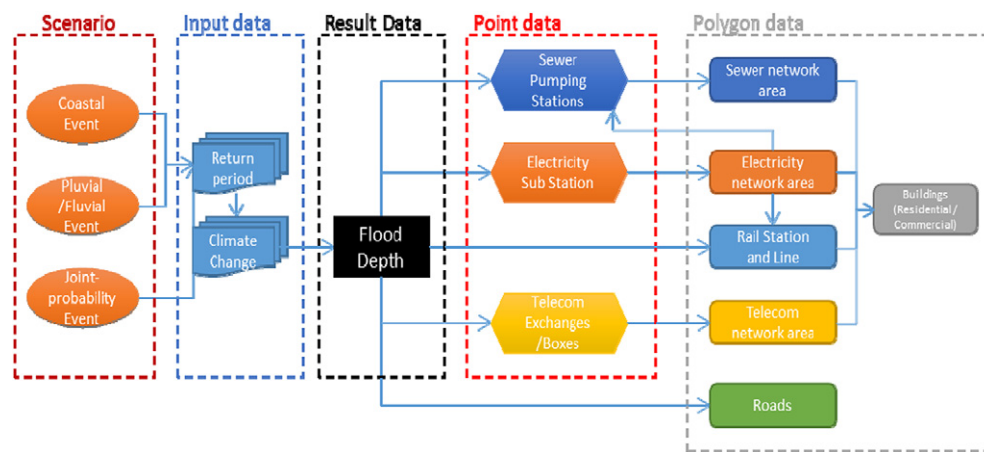 Scenario
Input data
Result Data
Point data
Polygon data
Coastal
Event
Pluvial
/Fluvial
Event
Joint-
probability
Event
Return
period
Climate
Change
Flood
Depth
Sewer
Pumping
Stations
Electricity
Sub Station
Telecom
Exchanges
/Boxes
Sewer network
area
Electricity
network area
Rail Station
and Line
Telecom
network area
Roads
Buildings
(Residential/
Commercial)